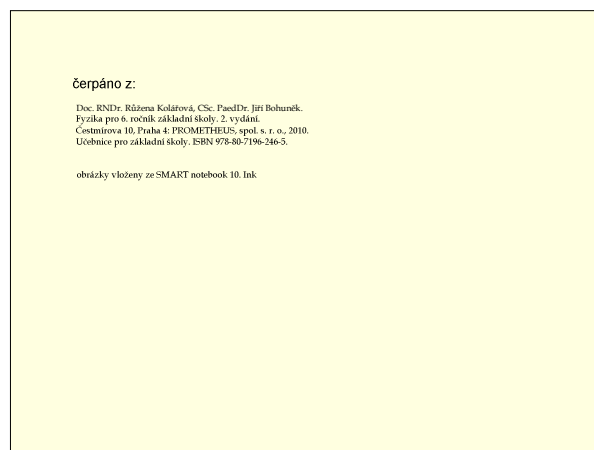 čerpáno z:
Doc. RNDr. Růžena Kolářová, CSc. PaedDr. Jiří Bohuněk.
Fyzika pro 6. ročník základní školy. 2. vydání.
Čestmírova 10, Praha 4: PROMETHEUS, spol. s. r. o., 2010.
Učebnice pro základní školy. ISBN 978-80-7196-246-5.
obrázky vloženy ze SMART notebook 10. Ink